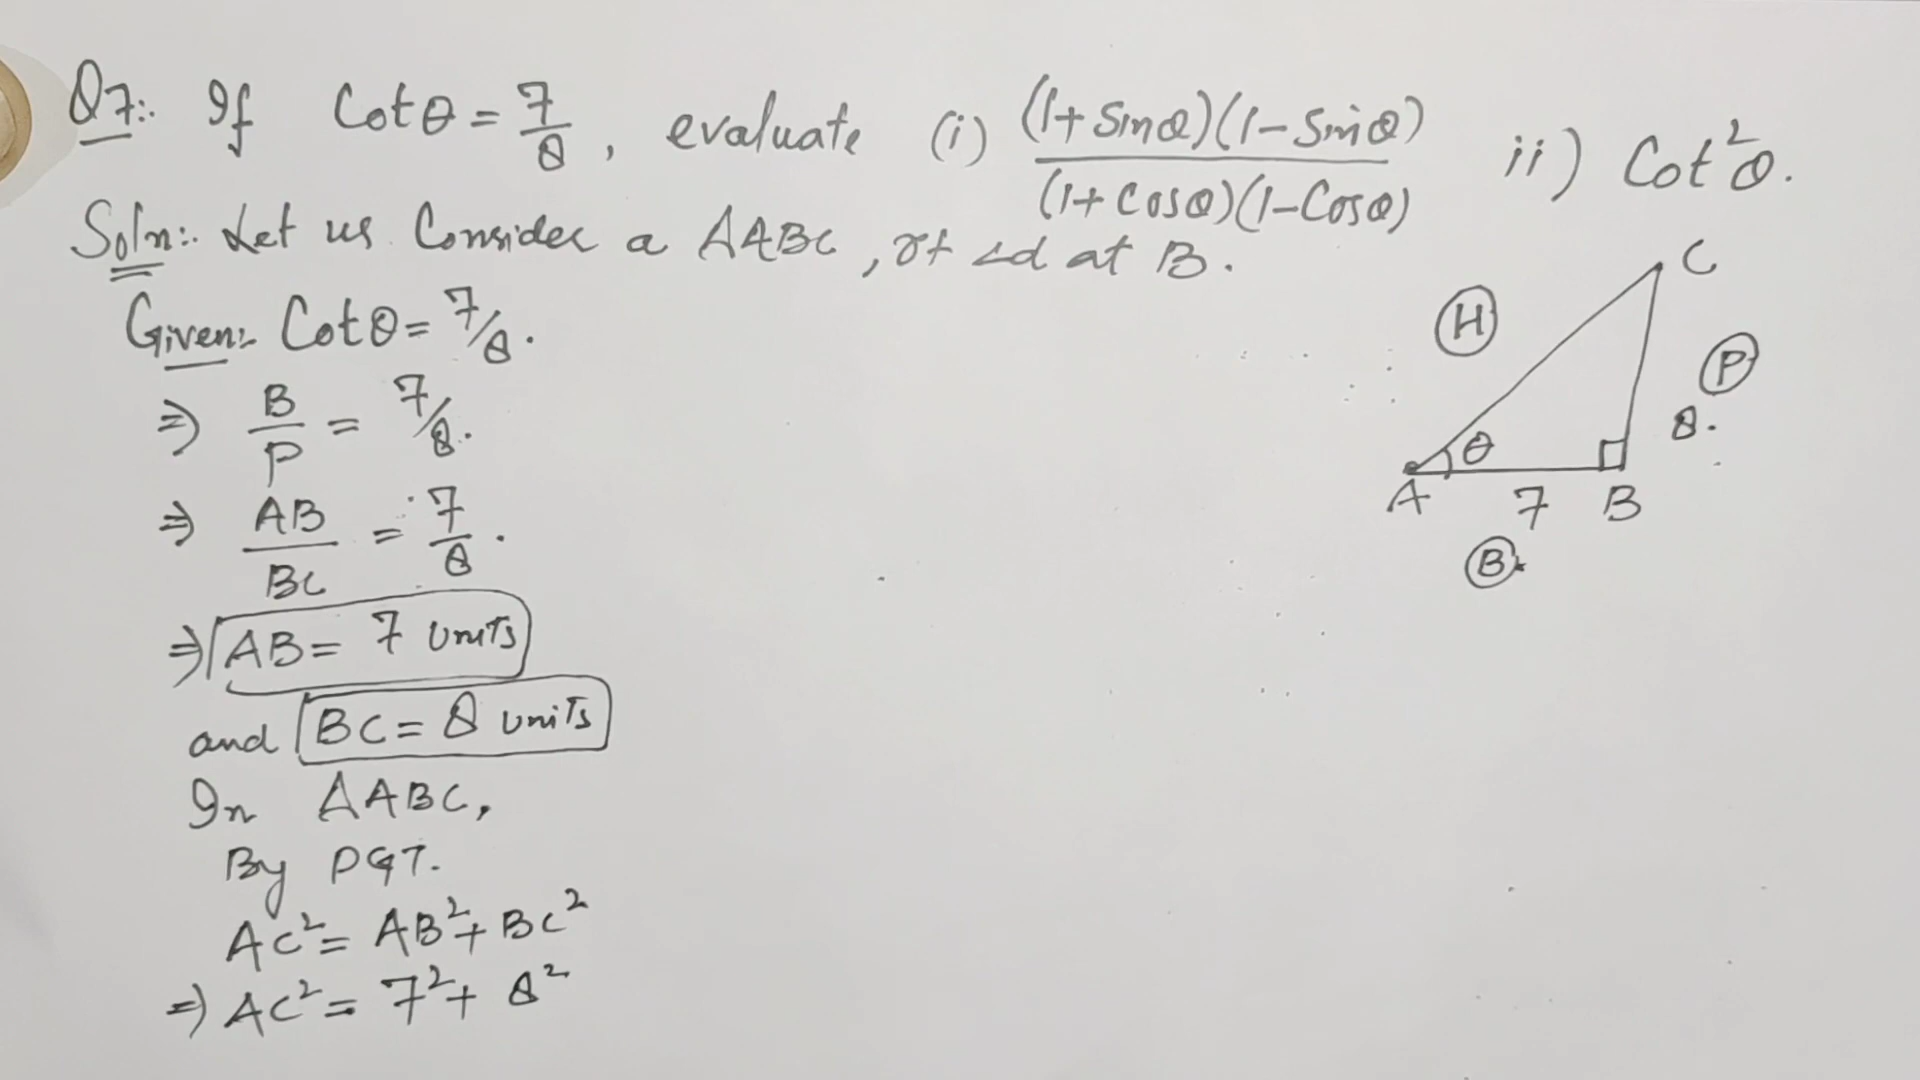 Q7:. If Cotθ = 7/8, evaluate (i) (1+Sinθ)(1-Sinθ)/(1+Cosθ)(1-Cosθ) ii) Cot²θ.
Soln:. Let us Consider a ΔABC, rt ∠d at B.
Given:- Cotθ = 7/8.
⇒ B/P = 7/8.
⇒ AB/BC = 7/8.
⇒ AB = 7 units
and BC = 8 units
In ΔABC,
By PGT.
AC² = AB² + BC²
⇒ AC² = 7² + 8²
C
H
P
8.
θ
A 7 B
B